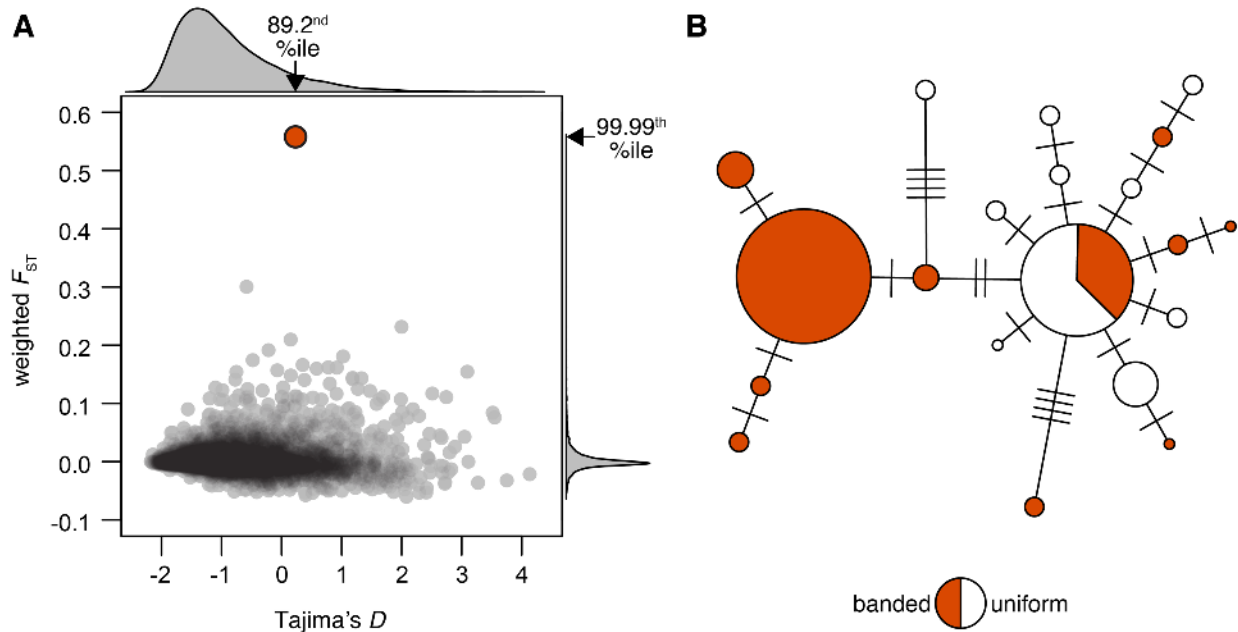 A
89.2nd
%ile
99.99th
%ile
weighted FST
0.6
0.5
0.4
0.3
0.2
0.1
0.0
-0.1
-2 -1 0 1 2 3 4
Tajima's D
B
banded uniform